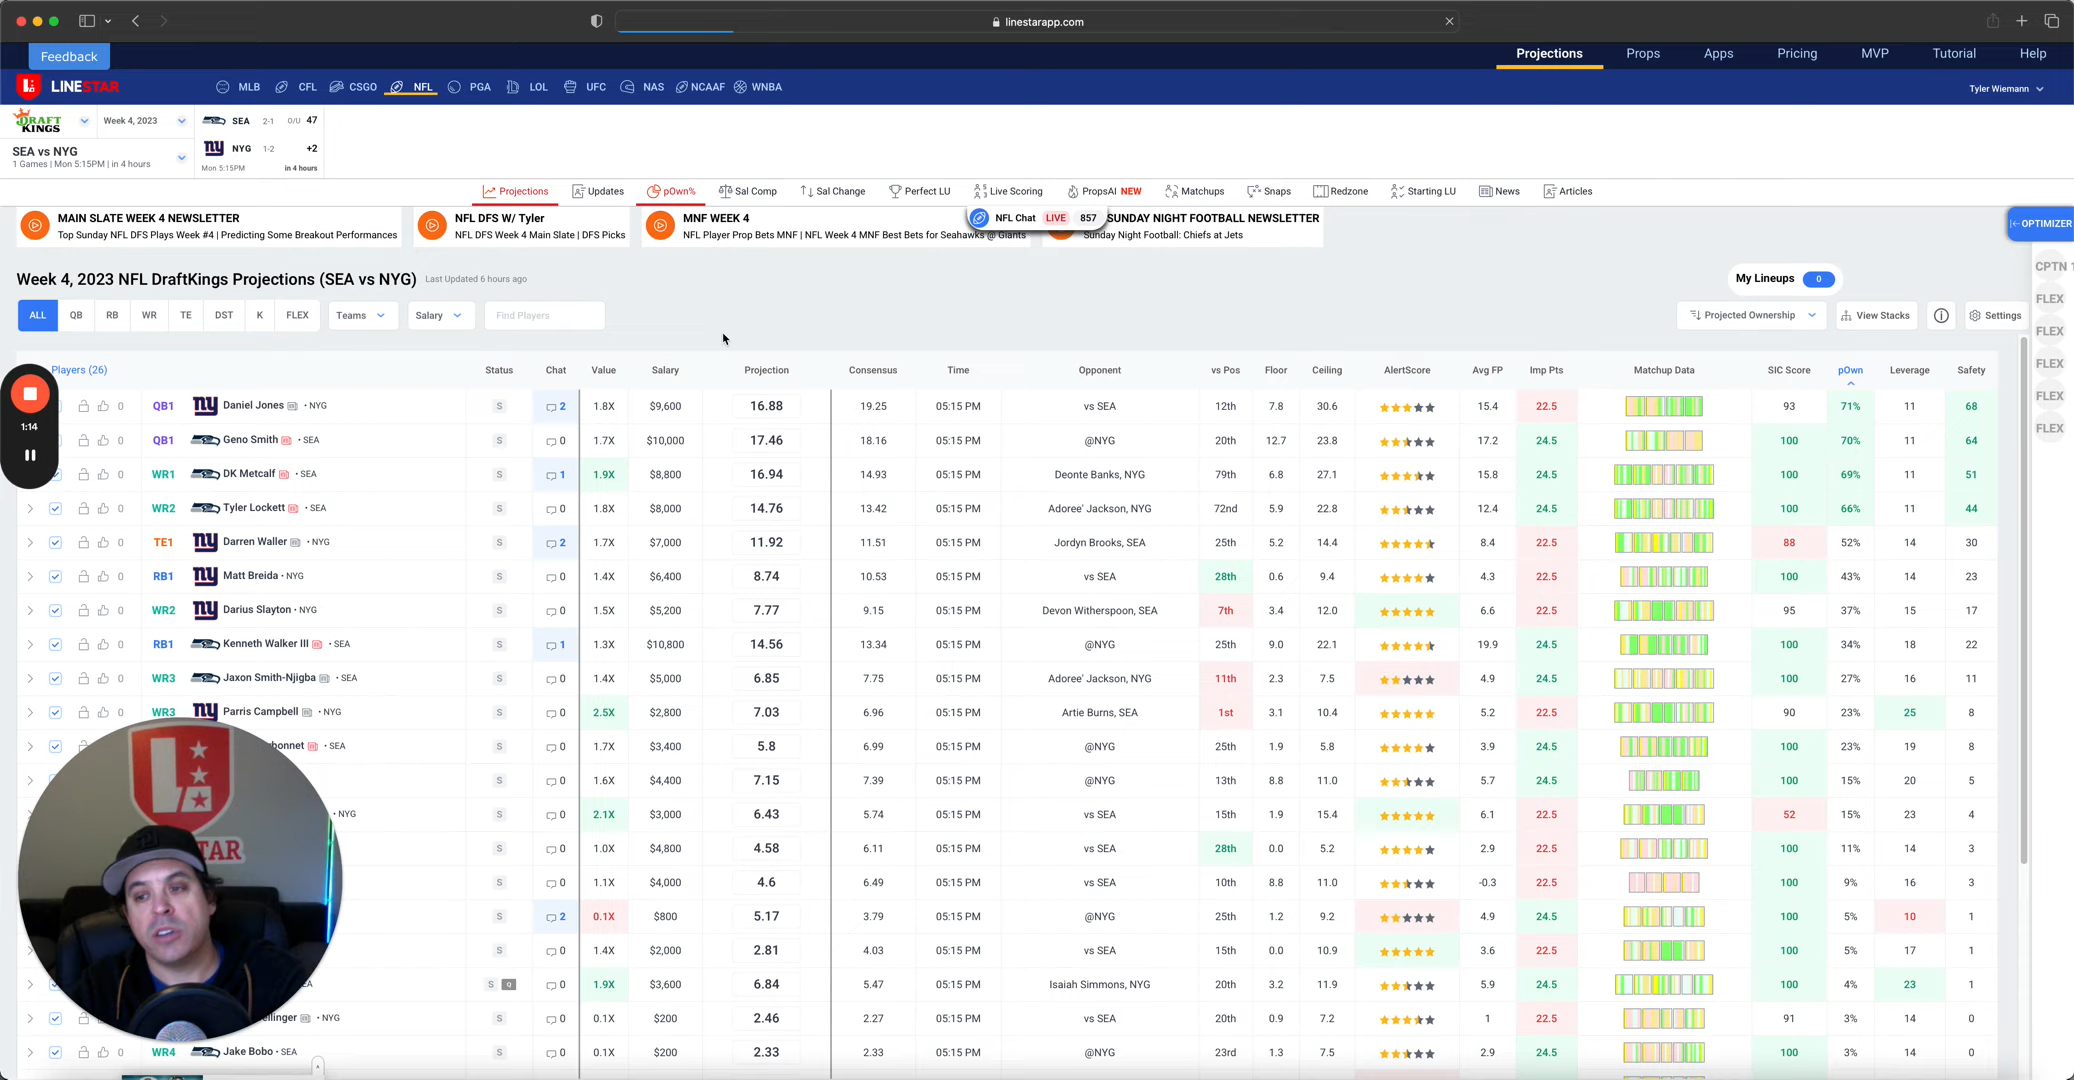 linestarapp.com
Feedback
Projections Props Apps Pricing MVP Tutorial Help
LINESTAR MLB CFL CSGO NFL PGA LOL UFC NAS NCAAF WNBA Tyler Wiemann
DRAFT KINGS Week 4, 2023 SEA 2-1 O/U 47
SEA vs NYG NYG 1-2 +2
1 Games | Mon 5:15PM | in 4 hours Mon 5:15PM in 4 hours
Projections Updates pOwn% Sal Comp Sal Change Perfect LU Live Scoring PropsAI NEW Matchups Snaps Redzone Starting LU News Articles
MAIN SLATE WEEK 4 NEWSLETTER NFL DFS W/ Tyler MNF WEEK 4 NFL Chat LIVE 857 SUNDAY NIGHT FOOTBALL NEWSLETTER
Top Sunday NFL DFS Plays Week #4 | Predicting Some Breakout Performances NFL DFS Week 4 Main Slate | DFS Picks NFL Player Prop Bets MNF | NFL Week 4 MNF Best Bets for Seahawks @ Giants Sunday Night Football: Chiefs at Jets
OPTIMIZER
Week 4, 2023 NFL DraftKings Projections (SEA vs NYG) Last Updated 6 hours ago My Lineups 0
ALL QB RB WR TE DST K FLEX Teams Salary Find Players Projected Ownership View Stacks Settings
CPTN 1
FLEX
FLEX
FLEX
FLEX
FLEX
Players (26) Status Chat Value Salary Projection Consensus Time Opponent vs Pos Floor Ceiling AlertScore Avg FP Imp Pts Matchup Data SIC Score pOwn Leverage Safety
0 QB1 NY Daniel Jones • NYG S 2 1.8X $9,600 16.88 19.25 05:15 PM vs SEA 12th 7.8 30.6 15.4 22.5 93 71% 11 68
0 QB1 Geno Smith • SEA S 0 1.7X $10,000 17.46 18.16 05:15 PM @NYG 20th 12.7 23.8 17.2 24.5 100 70% 11 64
0 WR1 DK Metcalf • SEA S 1 1.9X $8,800 16.94 14.93 05:15 PM Deonte Banks, NYG 79th 6.8 27.1 15.8 24.5 100 69% 11 51
0 WR2 Tyler Lockett • SEA S 0 1.8X $8,000 14.76 13.42 05:15 PM Adoree' Jackson, NYG 72nd 5.9 22.8 12.4 24.5 100 66% 11 44
0 TE1 NY Darren Waller • NYG S 2 1.7X $7,000 11.92 11.51 05:15 PM Jordyn Brooks, SEA 25th 5.2 14.4 8.4 22.5 88 52% 14 30
0 RB1 NY Matt Breida • NYG S 0 1.4X $6,400 8.74 10.53 05:15 PM vs SEA 28th 0.6 9.4 4.3 22.5 100 43% 14 23
0 WR2 NY Darius Slayton • NYG S 0 1.5X $5,200 7.77 9.15 05:15 PM Devon Witherspoon, SEA 7th 3.4 12.0 6.6 22.5 95 37% 15 17
0 RB1 Kenneth Walker III • SEA S 1 1.3X $10,800 14.56 13.34 05:15 PM @NYG 25th 9.0 22.1 19.9 24.5 100 34% 18 22
0 WR3 Jaxon Smith-Njigba • SEA S 0 1.4X $5,000 6.85 7.75 05:15 PM Adoree' Jackson, NYG 11th 2.3 7.5 4.9 24.5 100 27% 16 11
0 WR3 NY Parris Campbell • NYG S 0 2.5X $2,800 7.03 6.96 05:15 PM Artie Burns, SEA 1st 3.1 10.4 5.2 22.5 90 23% 25 8
bonnet • SEA S 0 1.7X $3,400 5.8 6.99 05:15 PM @NYG 25th 1.9 5.8 3.9 24.5 100 23% 19 8
S 0 1.6X $4,400 7.15 7.39 05:15 PM @NYG 13th 8.8 11.0 5.7 24.5 100 15% 20 5
• NYG S 0 2.1X $3,000 6.43 5.74 05:15 PM vs SEA 15th 1.9 15.4 6.1 22.5 52 15% 23 4
S 0 1.0X $4,800 4.58 6.11 05:15 PM vs SEA 28th 0.0 5.2 2.9 22.5 100 11% 14 3
S 0 1.1X $4,000 4.6 6.49 05:15 PM vs SEA 10th 8.8 11.0 -0.3 22.5 100 9% 16 3
S 2 0.1X $800 5.17 3.79 05:15 PM @NYG 25th 1.2 9.2 4.9 24.5 100 5% 10 1
S 0 1.4X $2,000 2.81 4.03 05:15 PM vs SEA 15th 0.0 10.9 3.6 22.5 100 5% 17 1
EA S Q 0 1.9X $3,600 6.84 5.47 05:15 PM Isaiah Simmons, NYG 20th 3.2 11.9 5.9 24.5 100 4% 23 1
ellinger • NYG S 0 0.1X $200 2.46 2.27 05:15 PM vs SEA 20th 0.9 7.2 1 22.5 91 3% 14 0
0 WR4 Jake Bobo • SEA S 0 0.1X $200 2.33 2.33 05:15 PM @NYG 23rd 1.3 7.5 2.9 24.5 100 3% 14 0
1:14
TAR